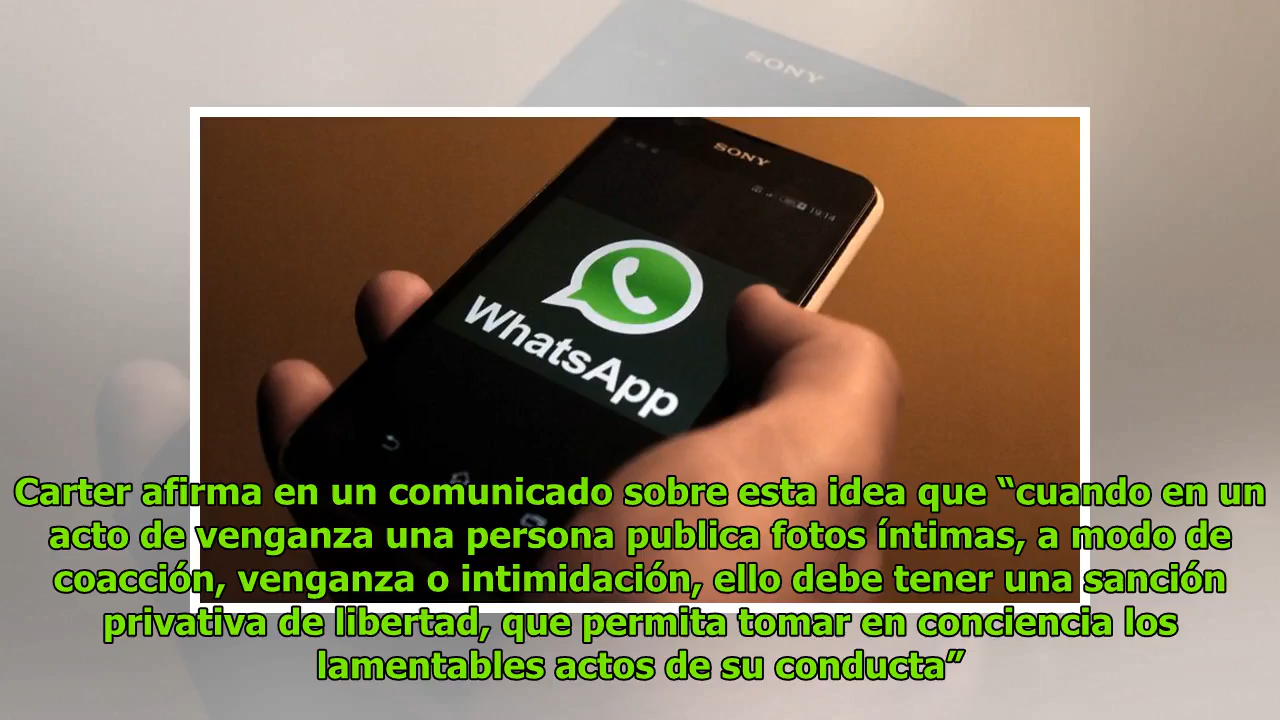 SONY
SONY
19:14
WhatsApp
Carter afirma en un comunicado sobre esta idea que “cuando en un
acto de venganza una persona publica fotos íntimas, a modo de
coacción, venganza o intimidación, ello debe tener una sanción
privativa de libertad, que permita tomar en conciencia los
lamentables actos de su conducta”